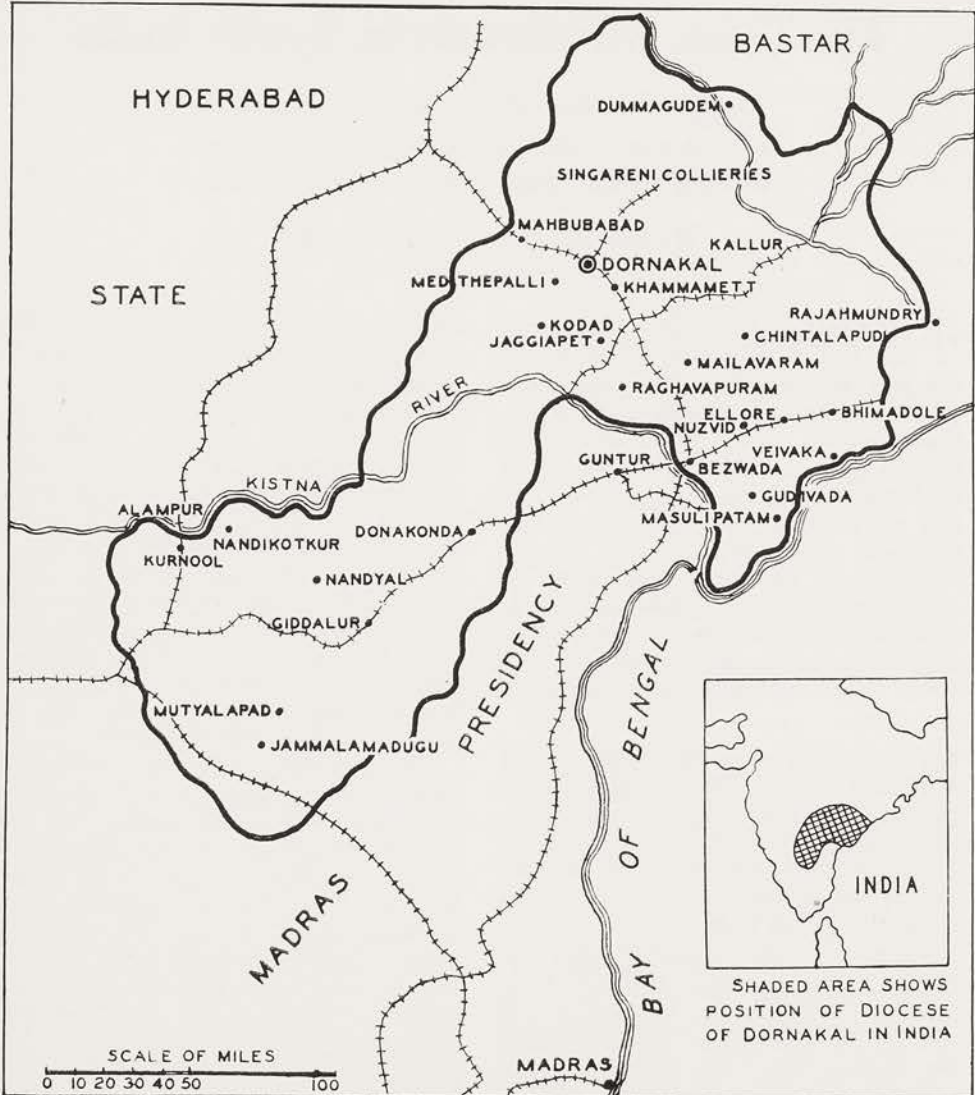 BASTAR
HYDERABAD
DUMMAGUDEM
SINGARENI COLLIERIES
MAHBUBABAD
KALLUR
DORNAKAL
MEDITHEPALLI
KHAMMAMETT
STATE
RAJAHMUNDRY
KODAD
CHINTALAPUDI
JAGGIAPET
MAILAVARAM
RAGHAVAPURAM
RIVER
ELLORE
BHIMADOLE
NUZVID
VEIVAKA
GUNTUR
BEZWADA
KISTNA
GUDIVADA
ALAMPUR
MASULIPATAM
DONAKONDA
NANDIKOTKUR
KURNOOL
NANDYAL
GIDDALUR
PRESIDENCY
MUTYALAPAD
JAMMALAMADUGU
BAY OF BENGAL
MADRAS
INDIA
SHADED AREA SHOWS
POSITION OF DIOCESE
OF DORNAKAL IN INDIA
SCALE OF MILES
0 10 20 30 40 50 100
MADRAS